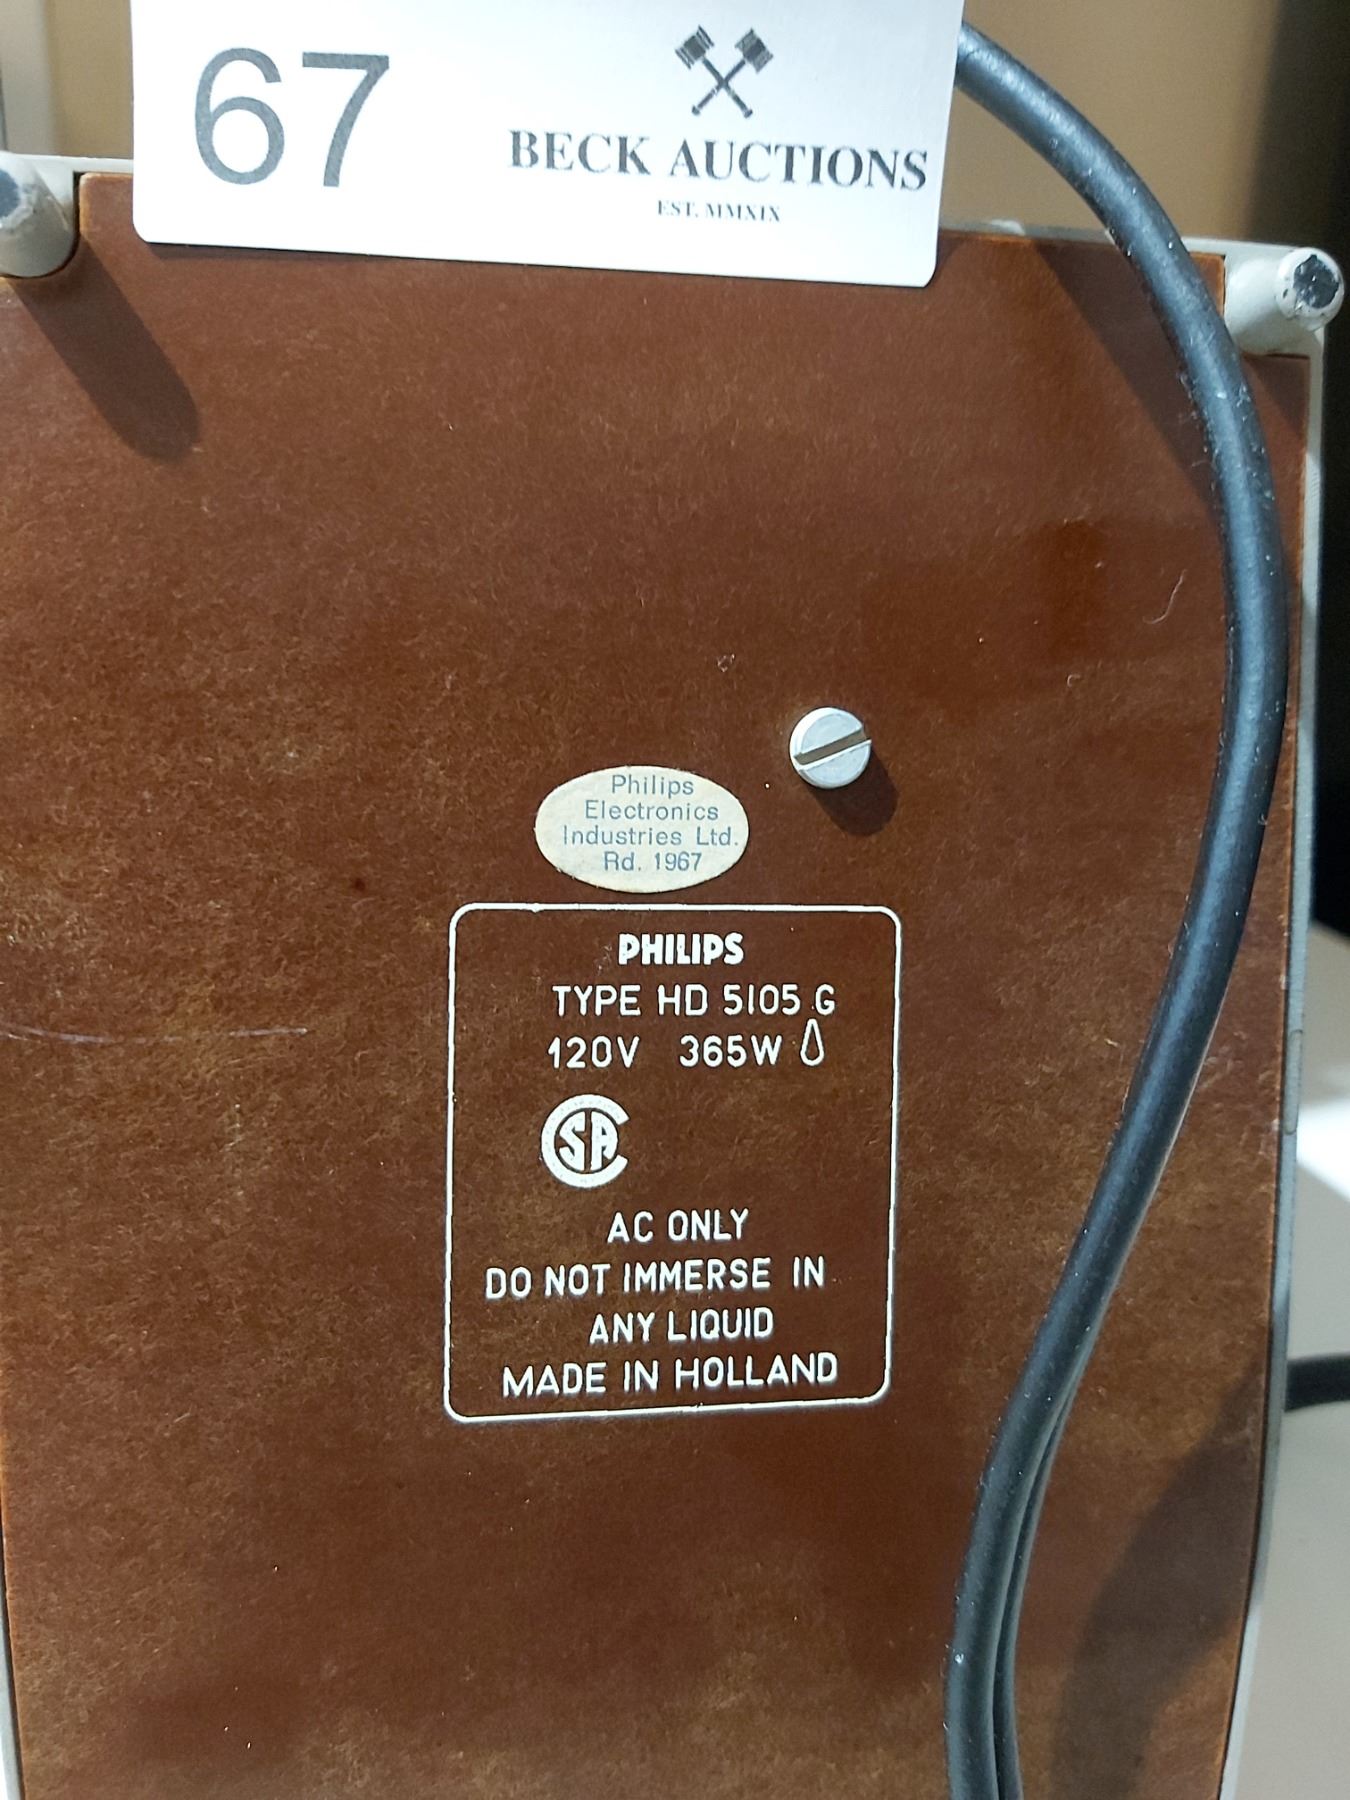 67
BECK AUCTIONS
EST. MMXIX
Philips
Electronics
Industries Ltd.
Rd. 1967
PHILIPS
TYPE HD 5105 G
120V 365W
CSA
AC ONLY
DO NOT IMMERSE IN
ANY LIQUID
MADE IN HOLLAND